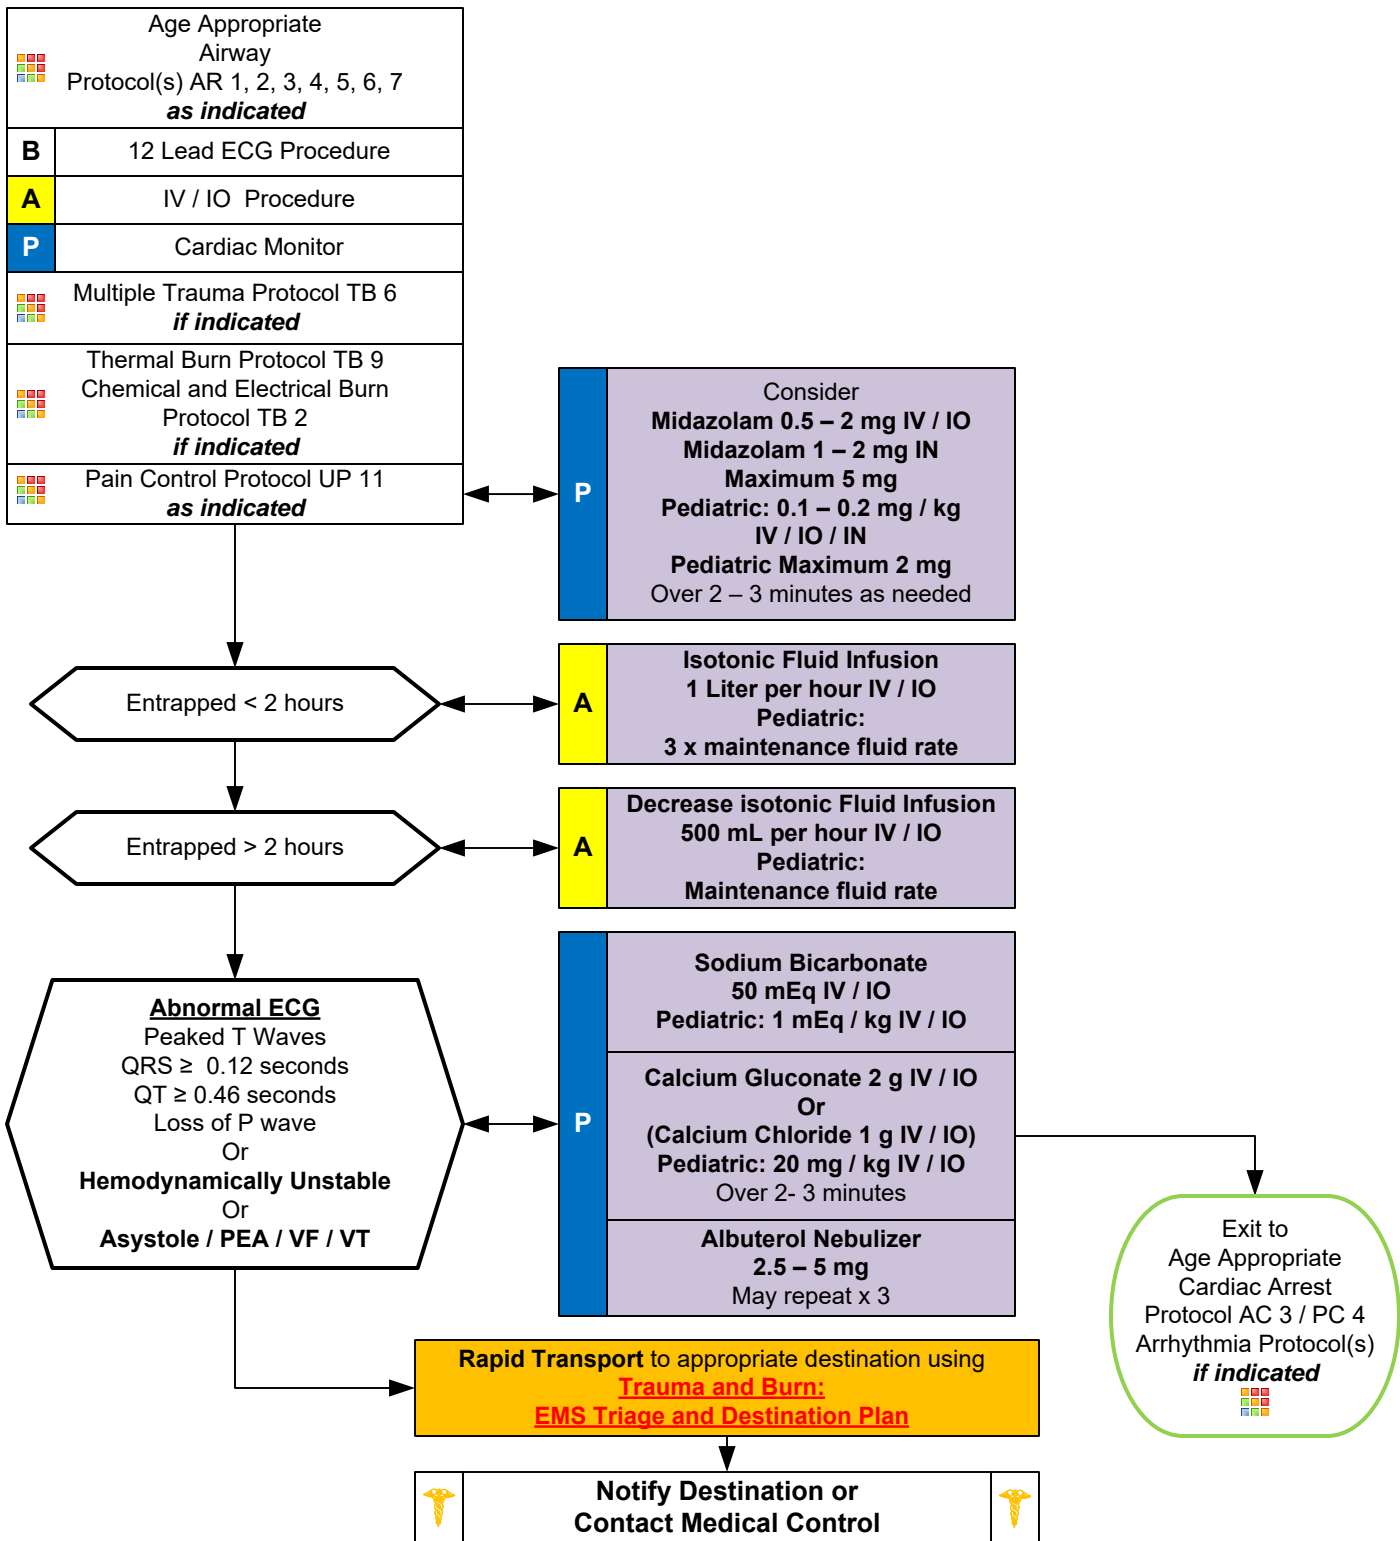 Age Appropriate
Airway
Protocol(s) AR 1, 2, 3, 4, 5, 6, 7
as indicated
B
12 Lead ECG Procedure
A
IV / IO  Procedure
P
Cardiac Monitor
Multiple Trauma Protocol TB 6
if indicated
Thermal Burn Protocol TB 9
Chemical and Electrical Burn
Protocol TB 2
if indicated
Pain Control Protocol UP 11
as indicated
P
Consider
Midazolam 0.5 – 2 mg IV / IO
Midazolam 1 – 2 mg IN
Maximum 5 mg
Pediatric: 0.1 – 0.2 mg / kg
IV / IO / IN
Pediatric Maximum 2 mg
Over 2 – 3 minutes as needed
Entrapped < 2 hours
A
Isotonic Fluid Infusion
1 Liter per hour IV / IO
Pediatric:
3 x maintenance fluid rate
Entrapped > 2 hours
A
Decrease isotonic Fluid Infusion
500 mL per hour IV / IO
Pediatric:
Maintenance fluid rate
Abnormal ECG
Peaked T Waves
QRS ≥ 0.12 seconds
QT ≥ 0.46 seconds
Loss of P wave
Or
Hemodynamically Unstable
Or
Asystole / PEA / VF / VT
P
Sodium Bicarbonate
50 mEq IV / IO
Pediatric: 1 mEq / kg IV / IO
Calcium Gluconate 2 g IV / IO
Or
(Calcium Chloride 1 g IV / IO)
Pediatric: 20 mg / kg IV / IO
Over 2- 3 minutes
Albuterol Nebulizer
2.5 – 5 mg
May repeat x 3
Exit to
Age Appropriate
Cardiac Arrest
Protocol AC 3 / PC 4
Arrhythmia Protocol(s)
if indicated
Rapid Transport to appropriate destination using
Trauma and Burn:
EMS Triage and Destination Plan
Notify Destination or
Contact Medical Control